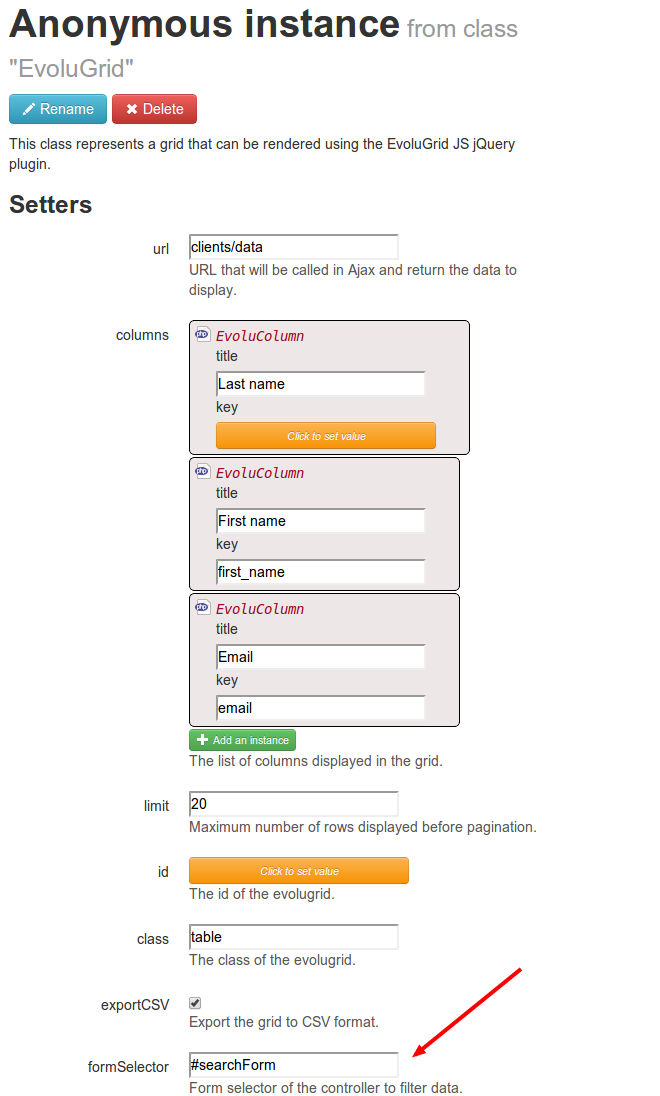 Anonymous instance from class
"EvoluGrid"
Rename Delete
This class represents a grid that can be rendered using the EvoluGrid JS jQuery
plugin.
Setters
url clients/data
URL that will be called in Ajax and return the data to
display.
columns php EvoluColumn
title
Last name
key
Click to set value
php EvoluColumn
title
First name
key
first_name
php EvoluColumn
title
Email
key
email
Add an instance
The list of columns displayed in the grid.
limit 20
Maximum number of rows displayed before pagination.
id Click to set value
The id of the evolugrid.
class table
The class of the evolugrid.
exportCSV
Export the grid to CSV format.
formSelector #searchForm
Form selector of the controller to filter data.